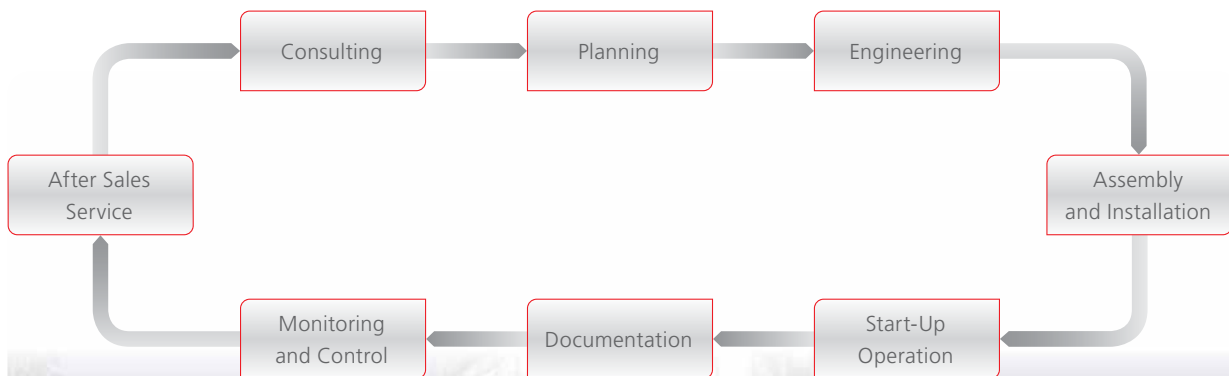 Consulting
Planning
Engineering
After Sales
Service
Assembly
and Installation
Monitoring
and Control
Documentation
Start-Up
Operation